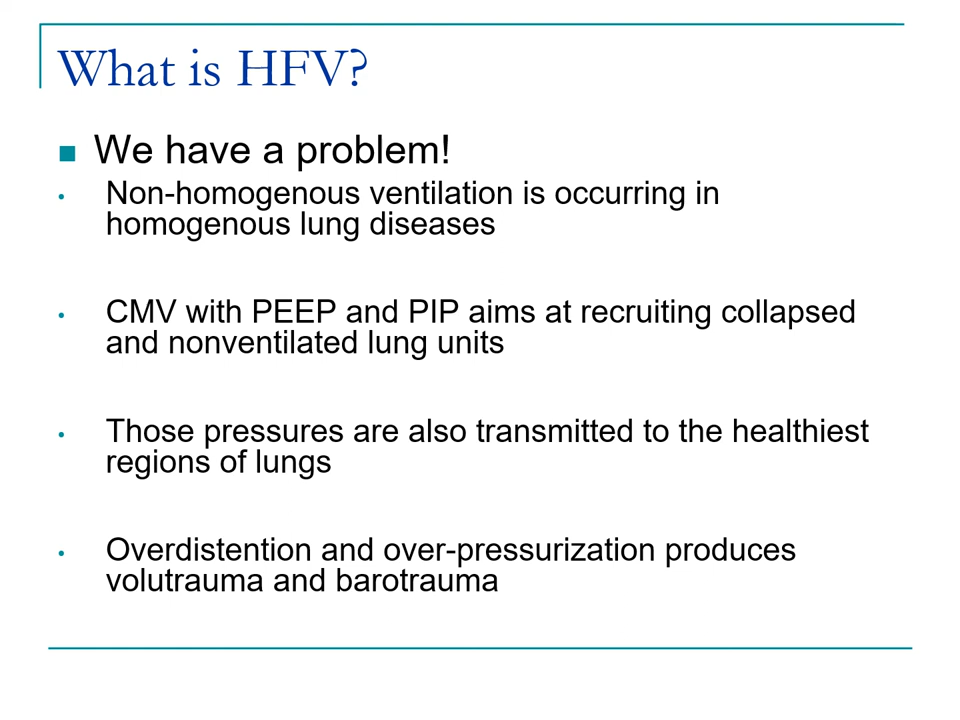 What is HFV?
We have a problem!
Non-homogenous ventilation is occurring in
homogenous lung diseases
CMV with PEEP and PIP aims at recruiting collapsed
and nonventilated lung units
Those pressures are also transmitted to the healthiest
regions of lungs
Overdistention and over-pressurization produces
volutrauma and barotrauma